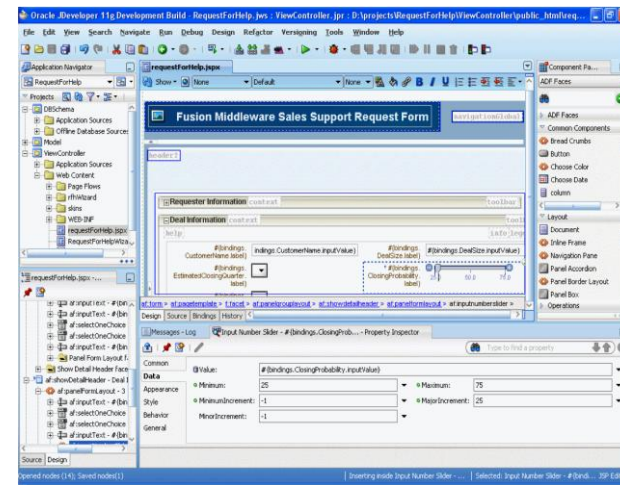 Oracle JDeveloper 11g Development Build - RequestForHelp.jws : ViewController.jpr : D:\projects\RequestForHelp\ViewController\public_html\req...
File Edit View Search Navigate Run Debug Design Refactor Versioning Tools Window Help
Application Navigator
requestForHelp.jspx
Component Pa...
RequestForHelp
Show
None
Default
None
ADF Faces
Projects
DBSchema
Application Sources
Offline Database Sources
Model
ViewController
Application Sources
Web Content
Page Flows
rfhWizard
skins
WEB-INF
requestForHelp.jspx
RequestForHelpWiza
Fusion Middleware Sales Support Request Form
navigationGlobal
header2
Requester Information context
toolbar
Deal Information context
help
info
#{bindings.
CustomerName.label}
indings.CustomerName.inputValue}
#{bindings.
DealSize.label}
#{bindings.DealSize.inputValue}
#{bindings.
EstimatedClosingQuarter.
label}
* #{bindings.
ClosingProbability.
label}
25
50
75
af:form > af:pagetemplate > f:facet > af:panelgrouplayout > af:showdetailheader > af:panelformlayout > af:inputnumberslider >
Design Source Bindings History
ADF Faces
Common Components
Bread Crumbs
Button
Choose Color
Choose Date
column
Layout
Document
Inline Frame
Navigation Pane
Panel Accordion
Panel Border Layout
Panel Box
Operations
requestForHelp.jspx - ...
af:inputText - #{bin
af:selectOneChoice
af:inputText - #{bin
af:selectOneChoice
af:inputText - #{bin
Panel Form Layout f
Show Detail Header face
af:showDetailHeader - Deal I
af:panelFormLayout - 3
af:inputText - #{bin
af:selectOneChoice
af:selectOneChoice
af:inputText - #{bin
Source Design
Messages - Log
Input Number Slider - #{bindings.ClosingProb... - Property Inspector
Type to find a property
Common
Data
Appearance
Style
Behavior
General
Value:
#{bindings.ClosingProbability.inputValue}
Minimum:
25
Maximum:
75
MinimumIncrement:
-1
MajorIncrement:
25
MinorIncrement:
-1
Opened nodes (14); Saved nodes(1)
Inserting inside Input Number Slider - ...
Selected: Input Number Slider - #{bindi...
JSP Edi